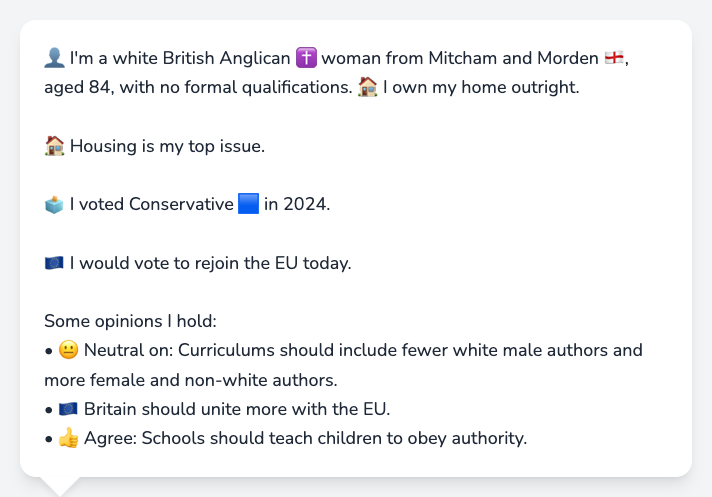 👤 I'm a white British Anglican ✝️ woman from Mitcham and Morden 🏴󠁧󠁢󠁥󠁮󠁧󠁿,
aged 84, with no formal qualifications. 🏠 I own my home outright.
🏠 Housing is my top issue.
🗳️ I voted Conservative 🟦 in 2024.
🇪🇺 I would vote to rejoin the EU today.
Some opinions I hold:
• 😐 Neutral on: Curriculums should include fewer white male authors and
more female and non-white authors.
• 🇪🇺 Britain should unite more with the EU.
• 👍 Agree: Schools should teach children to obey authority.